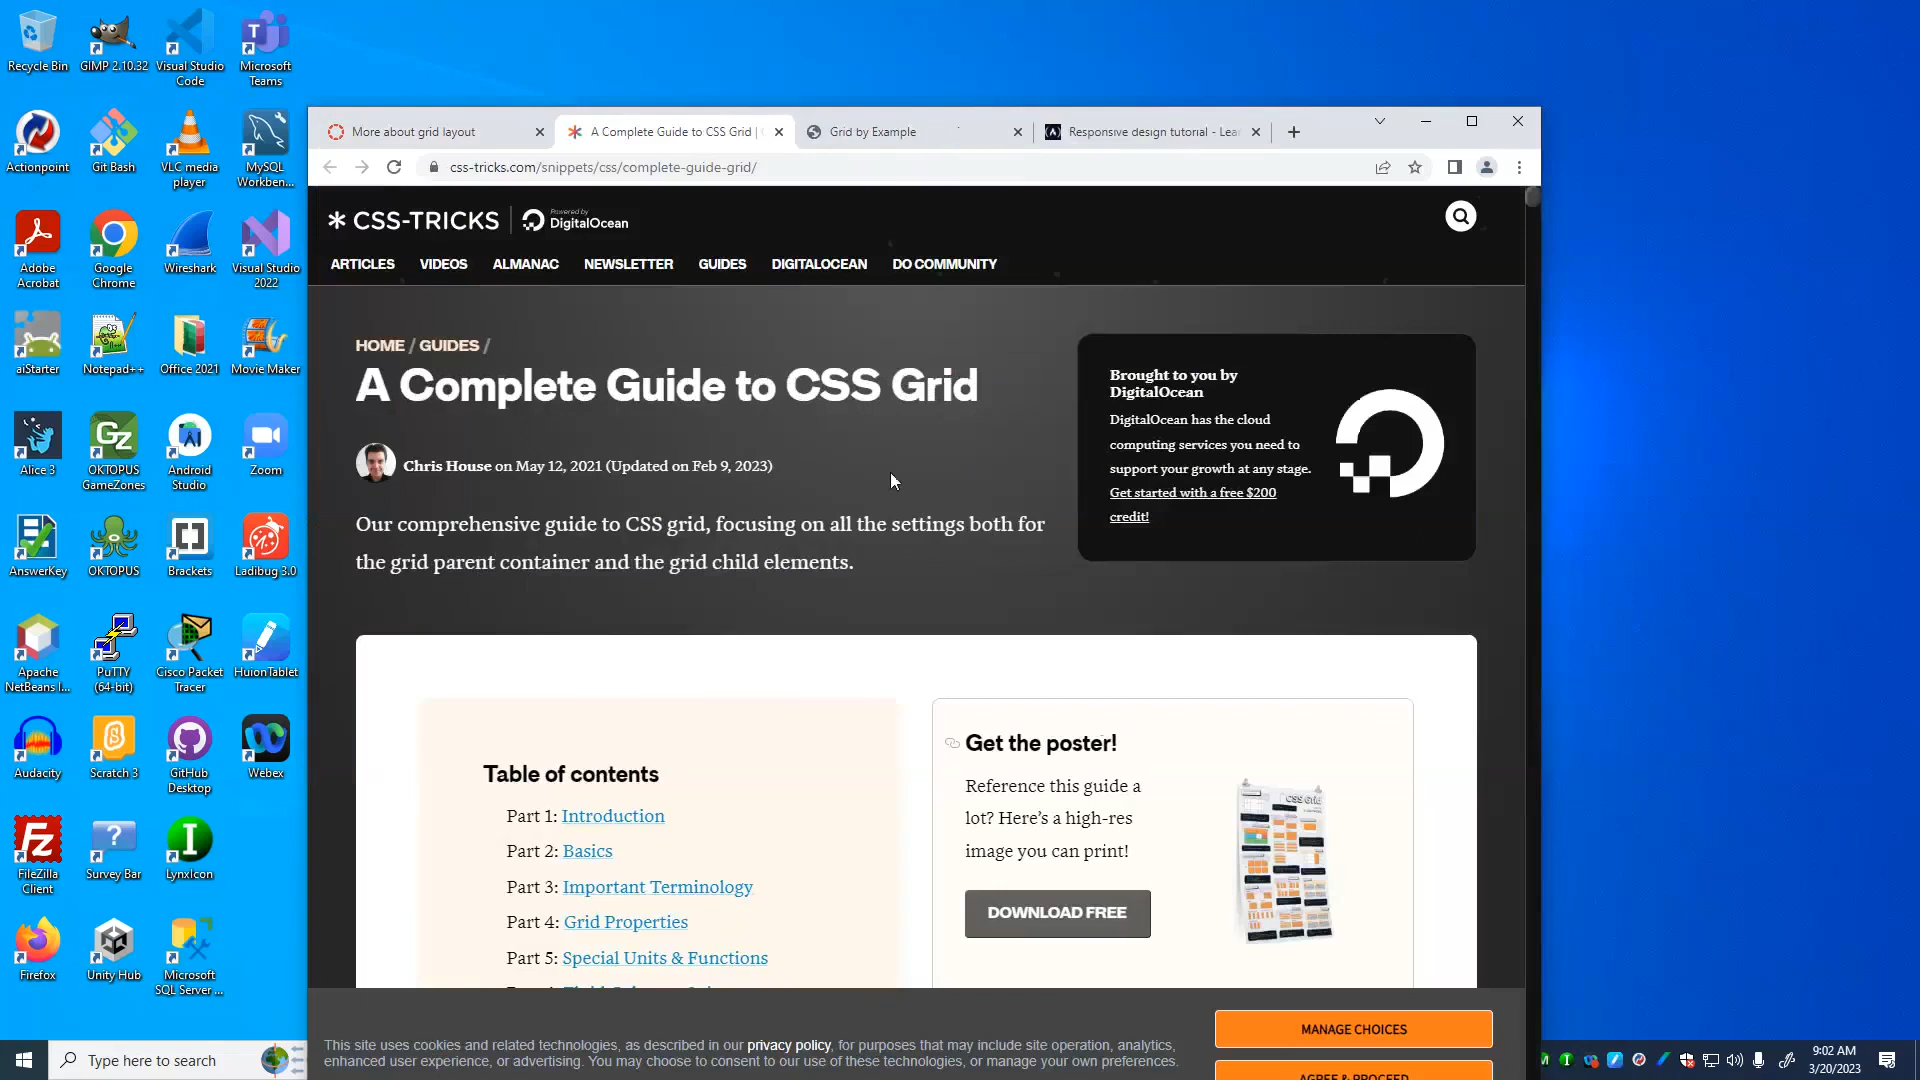 Recycle Bin
GIMP 2.10.32
Visual Studio
Code
Microsoft
Teams
Actionpoint
Git Bash
VLC media
player
MySQL
Workben...
Adobe
Acrobat
Google
Chrome
Wireshark
Visual Studio
2022
aiStarter
Notepad++
Office 2021
Movie Maker
Alice 3
OKTOPUS
GameZones
Android
Studio
Zoom
AnswerKey
OKTOPUS
Brackets
Ladibug 3.0
Apache
NetBeans I...
PuTTY
(64-bit)
Cisco Packet
Tracer
HuionTablet
Audacity
Scratch 3
GitHub
Desktop
Webex
FileZilla
Client
Survey Bar
LynxIcon
Firefox
Unity Hub
Microsoft
SQL Server ...
More about grid layout
A Complete Guide to CSS Grid |
Grid by Example
Responsive design tutorial - Lea
css-tricks.com/snippets/css/complete-guide-grid/
CSS-TRICKS
Powered by
DigitalOcean
ARTICLES VIDEOS ALMANAC NEWSLETTER GUIDES DIGITALOCEAN DO COMMUNITY
HOME / GUIDES /
A Complete Guide to CSS Grid
Chris House on May 12, 2021 (Updated on Feb 9, 2023)
Our comprehensive guide to CSS grid, focusing on all the settings both for
the grid parent container and the grid child elements.
Brought to you by
DigitalOcean
DigitalOcean has the cloud
computing services you need to
support your growth at any stage.
Get started with a free $200
credit!
Table of contents
Part 1: Introduction
Part 2: Basics
Part 3: Important Terminology
Part 4: Grid Properties
Part 5: Special Units & Functions
Get the poster!
Reference this guide a
lot? Here's a high-res
image you can print!
DOWNLOAD FREE
CSS Grid
This site uses cookies and related technologies, as described in our privacy policy, for purposes that may include site operation, analytics,
enhanced user experience, or advertising. You may choose to consent to our use of these technologies, or manage your own preferences.
MANAGE CHOICES
AGREE & PROCEED
Type here to search
9:02 AM
3/20/2023